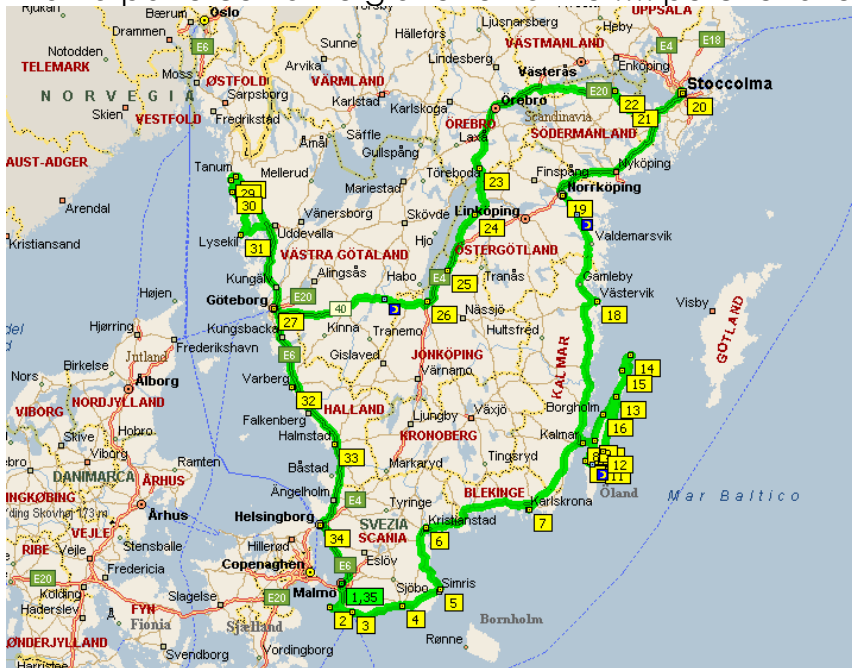 Rjukan
Bærum
Oslo
Hällefors
Ljusnarsberg
Heby
UPPSALA
Drammen
E6
Sunne
VÄSTMANLAND
E4
E18
Notodden
Arvika
Lindesberg
Enköping
TELEMARK
Moss
ØSTFOLD
VÄRMLAND
Västerås
Stoccolma
NORVEGIA
Sarpsborg
Karlstad
Karlskoga
Örebro
E20
22
20
Skien
VESTFOLD
Fredrikstad
ÖREBRO
Scandinavia
21
Säffle
Laxå
SÖDERMANLAND
Åmål
Gullspång
AUST-ADGER
Tanum
Mellerud
Töreboda
Finspång
Nyköping
Mariestad
23
29
Norrköping
Arendal
30
Vänersborg
Skövde
Linköping
19
Kristiansand
Lysekil
Uddevalla
24
31
Hjo
Valdemarsvik
VÄSTRA GÖTALAND
ÖSTERGÖTLAND
Kungälv
Alingsås
Habo
E4
Tranås
Gamleby
Højen
25
Göteborg
E20
40
Västervik
Visby
27
26
18
Hjørring
Kungsbacka
Kinna
Tranemo
Nässjö
Hultsfred
GOTLAND
Jutland
Frederikshavn
E6
Gislaved
JÖNKÖPING
Birkelse
14
Nors
Ålborg
Värnamo
KALMAR
15
VIBORG
NORDJYLLAND
Varberg
32
HALLAND
Borgholm
13
Falkenberg
Ljungby
Växjö
Skive
Hobro
16
Halmstad
KRONOBERG
Kalmar
Viborg
33
Tingsryd
12
DANIMARCA
Ramten
Båstad
Markaryd
11
ÅRHUS
Öland
INGKØBING
Ängelholm
BLEKINGE
Mar Baltico
E4
Tyringe
Karlskrona
Århus
Helsingborg
SVEZIA
Kristianstad
7
VEJLE
SCANIA
6
Stensballe
34
RIBE
Vejle
Hillerød
E6
Eslöv
E20
Fredericia
Copenaghen
Kolding
Malmö
1,35
Sjöbo
Simris
Haderslev
Slagelse
E20
5
FYN
2
3
4
Fionia
Sjælland
Bornholm
ØNDERJYLLAND
Rønne
Svendborg
Vordingborg
Harristee